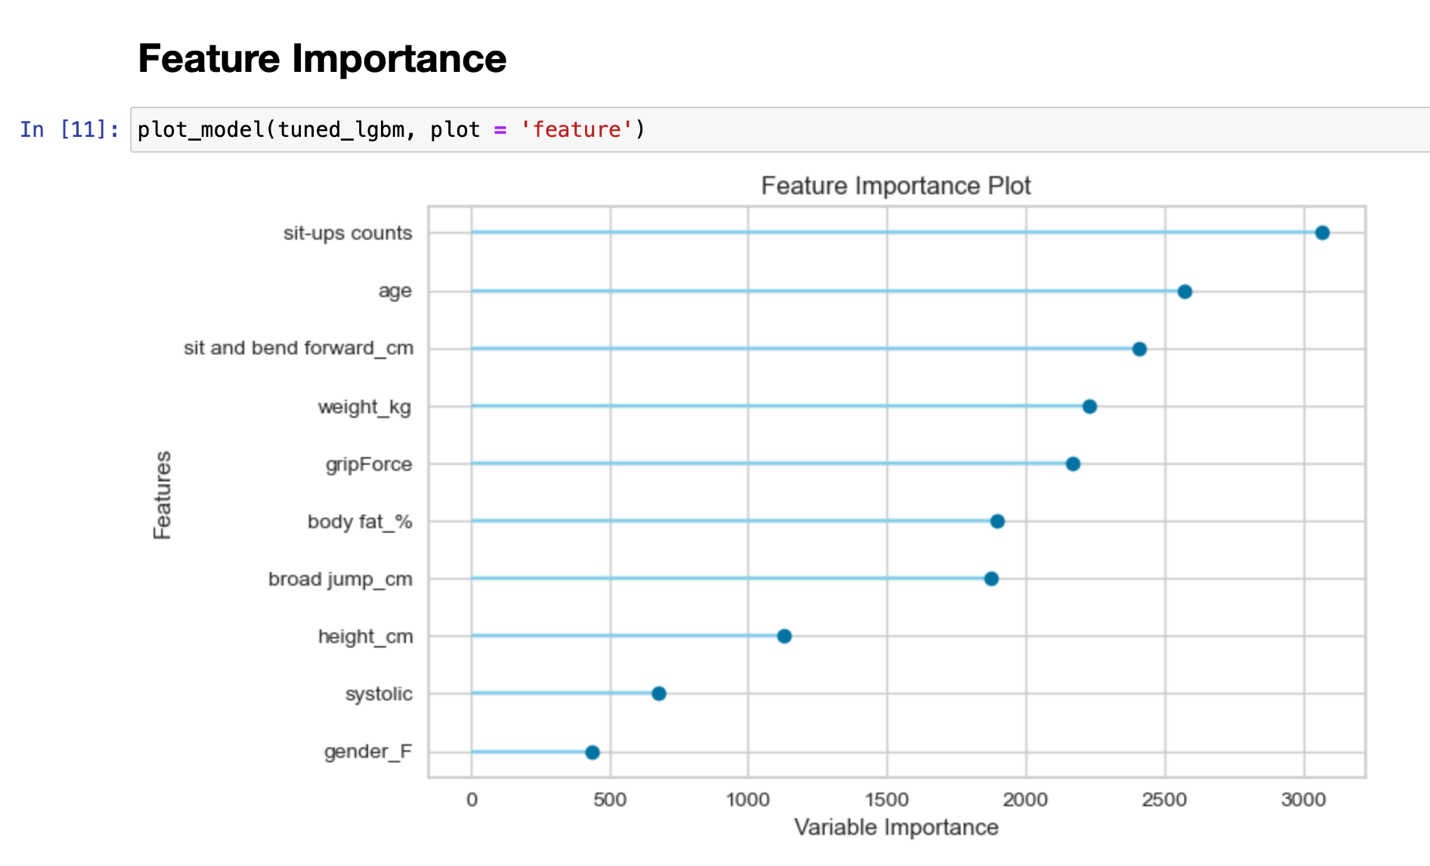 Feature Importance
In [11]: plot_model(tuned_lgbm, plot = 'feature')
Feature Importance Plot
sit-ups counts
age
sit and bend forward_cm
weight_kg
gripForce
body fat_%
broad jump_cm
height_cm
systolic
gender_F
Features
0 500 1000 1500 2000 2500 3000
Variable Importance